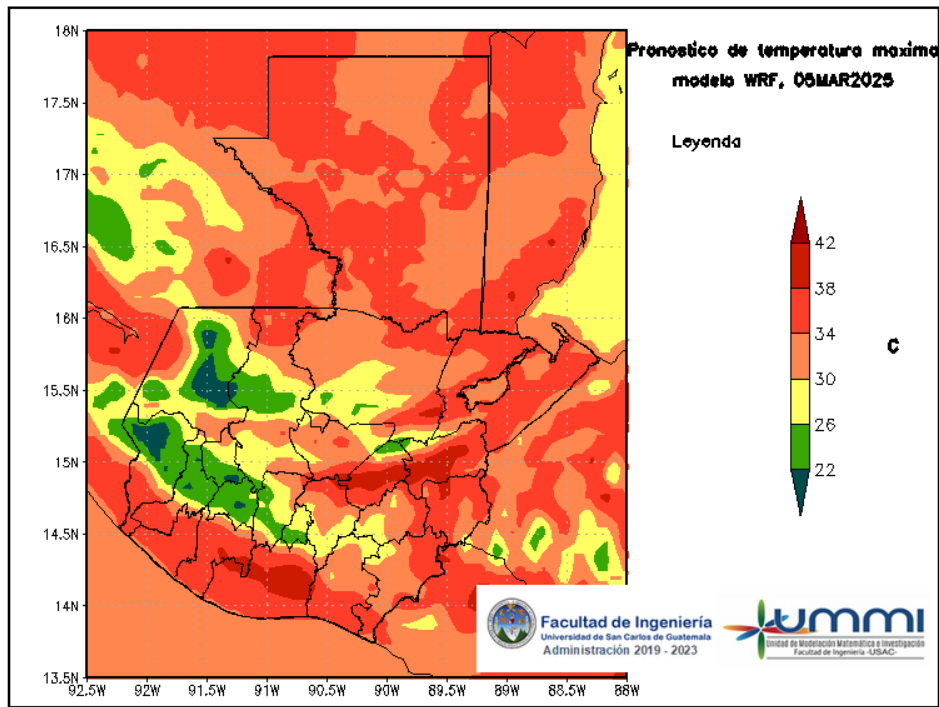 Pronostico de temperatura maxima
modelo WRF, 05MAR2025
Leyenda
42
38
34
30
26
22
C
18N
17.5N
17N
16.5N
16N
15.5N
15N
14.5N
14N
13.5N
92.5W
92W
91.5W
91W
90.5W
90W
89.5W
89W
88.5W
88W
Facultad de Ingeniería
Universidad de San Carlos de Guatemala
Administración 2019 - 2023
UMMI
Unidad de Modelación Matemática e Investigación
Facultad de Ingeniería -USAC-